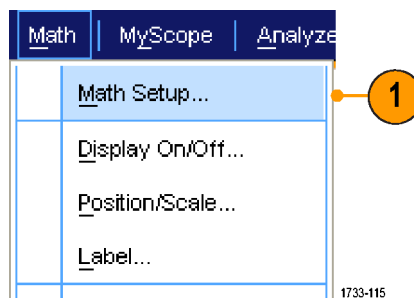 Math | MyScope | Analyze
Math Setup...
1
Display On/Off...
Position/Scale...
Label...
1733-115